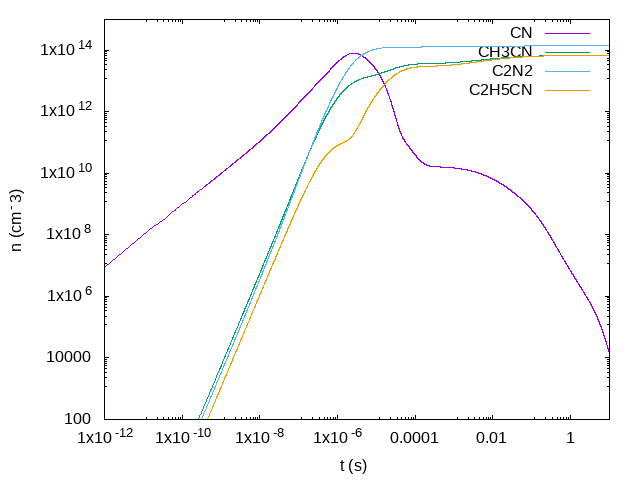 1x10^14
1x10^12
1x10^10
1x10^8
1x10^6
10000
100
n (cm^-3)
CN
CH3CN
C2N2
C2H5CN
1x10^-12 1x10^-10 1x10^-8 1x10^-6 0.0001 0.01 1
t (s)